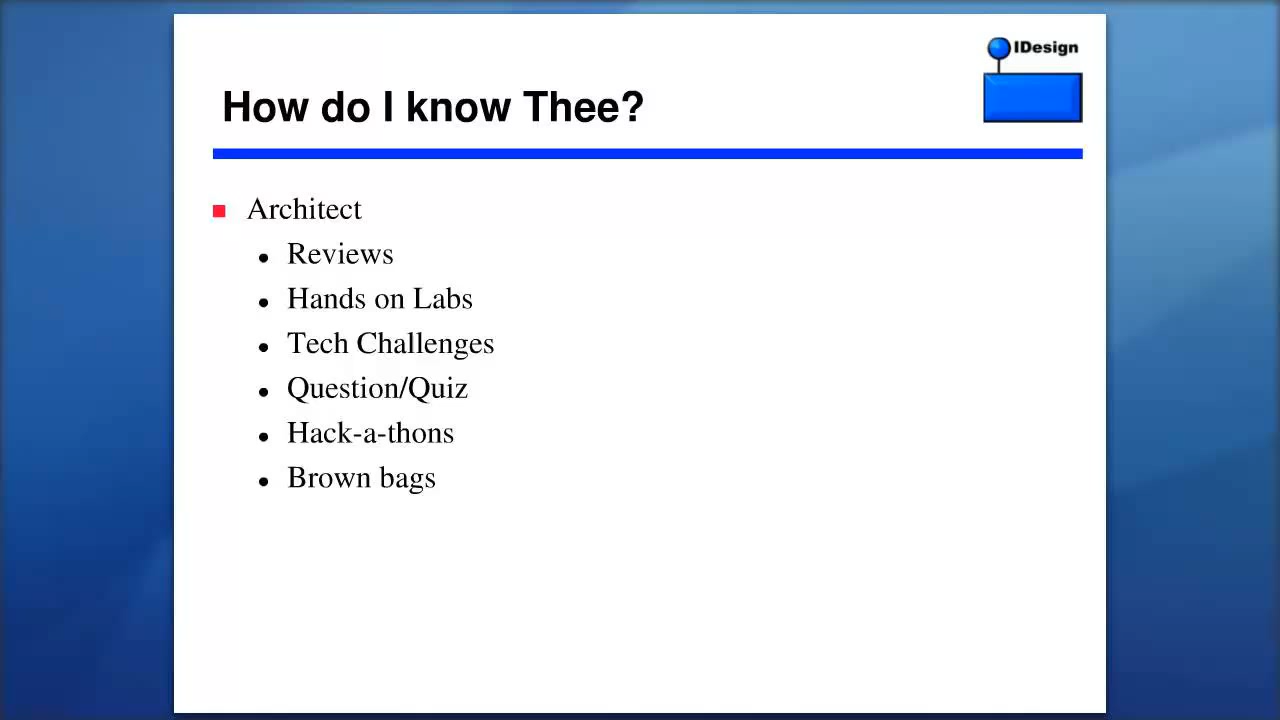 IDesign
How do I know Thee?
Architect
Reviews
Hands on Labs
Tech Challenges
Question/Quiz
Hack-a-thons
Brown bags